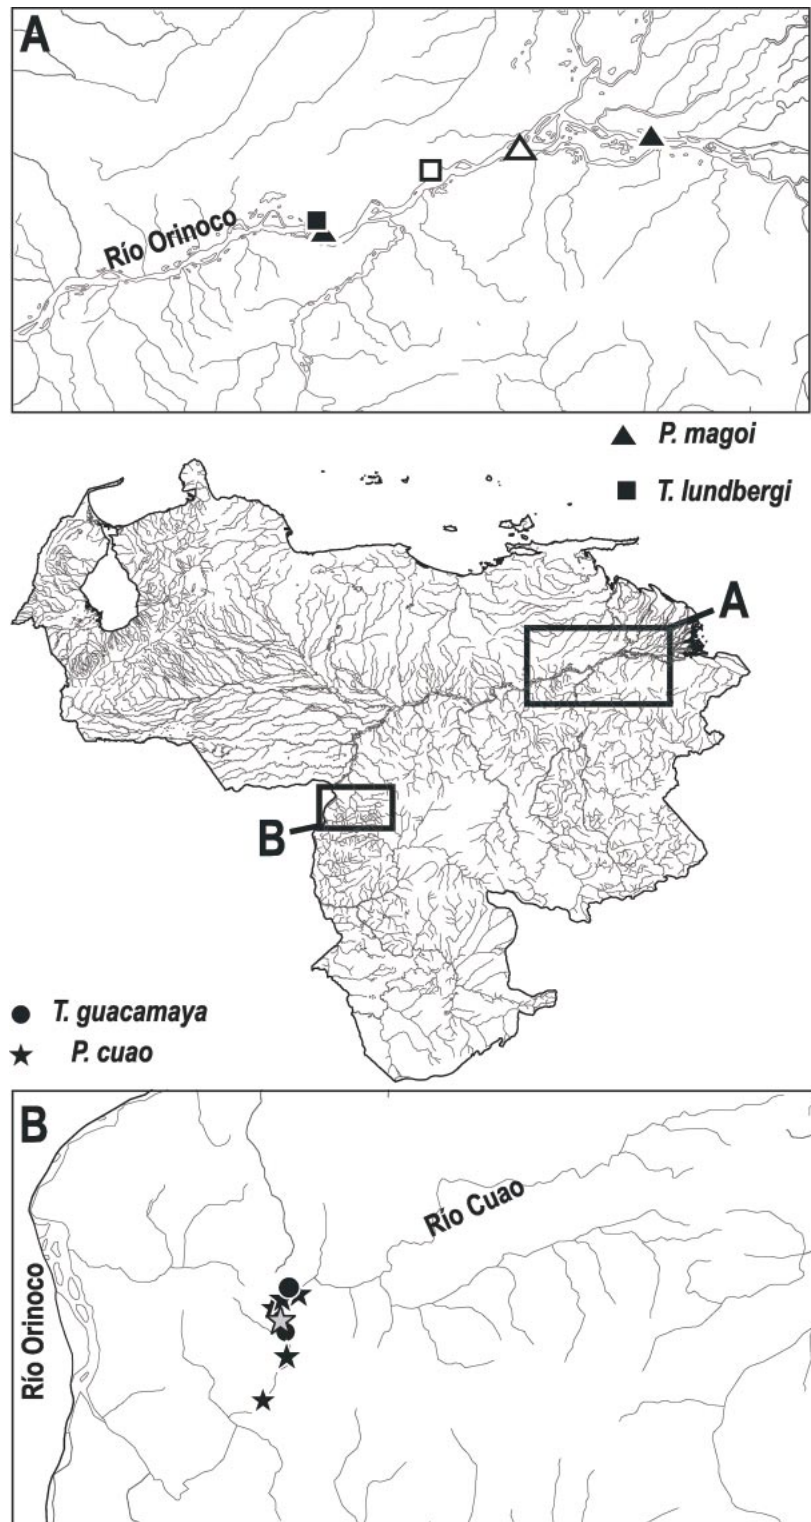 A
Río Orinoco
P. magoi
T. lundbergi
A
B
T. guacamaya
P. cuao
B
Río Cuao
Río Orinoco